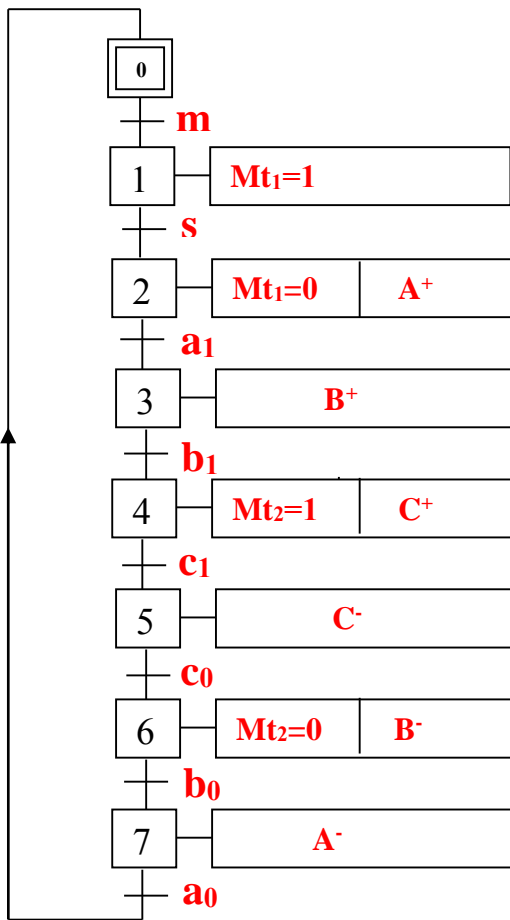 0
m
1 Mt₁=1
s
2 Mt₁=0 A⁺
a₁
3 B⁺
b₁
4 Mt₂=1 C⁺
c₁
5 C⁻
c₀
6 Mt₂=0 B⁻
b₀
7 A⁻
a₀